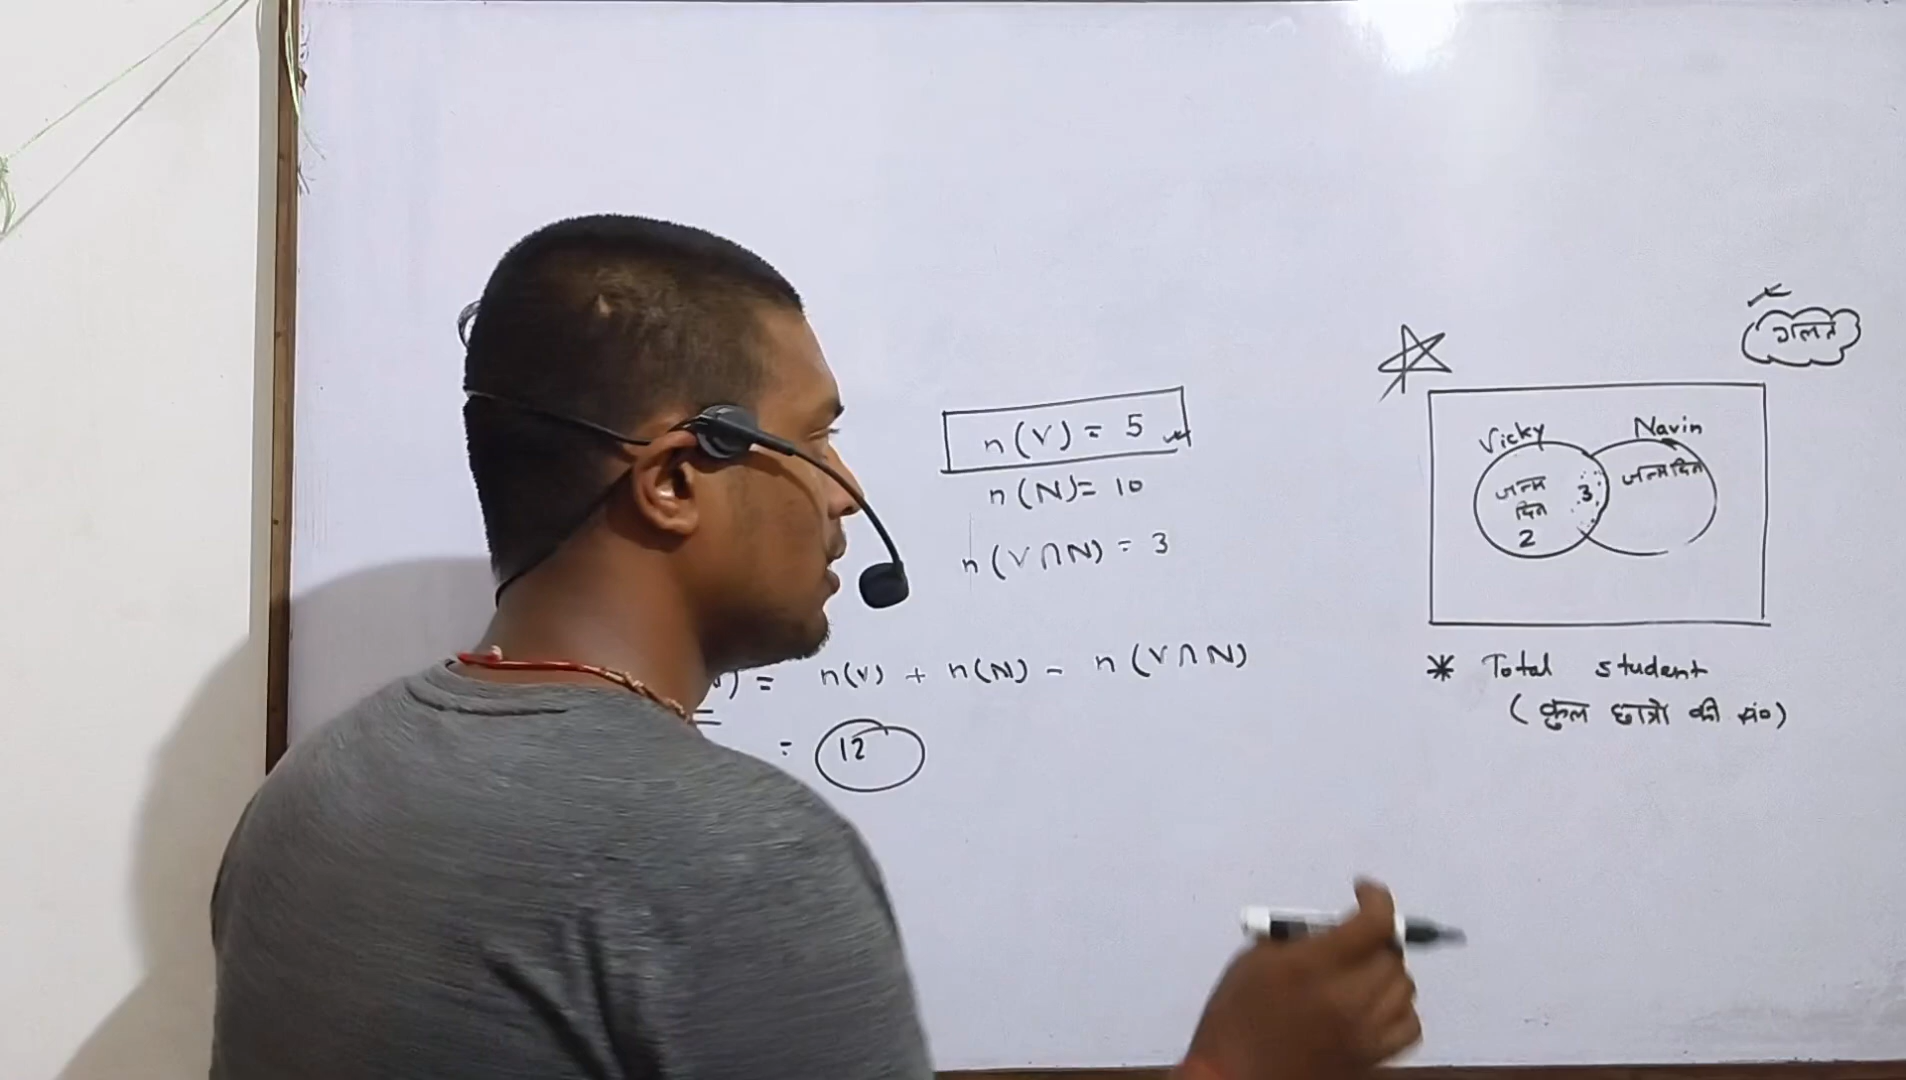 n(V) = 5
n(N) = 10
n(V∩N) = 3
) = n(V) + n(N) - n(V∩N)
= 12
गलत
Vicky Navin
जन्म दिन 2
3
जन्मदिन
* Total student
(कुल छात्रो की सं०)